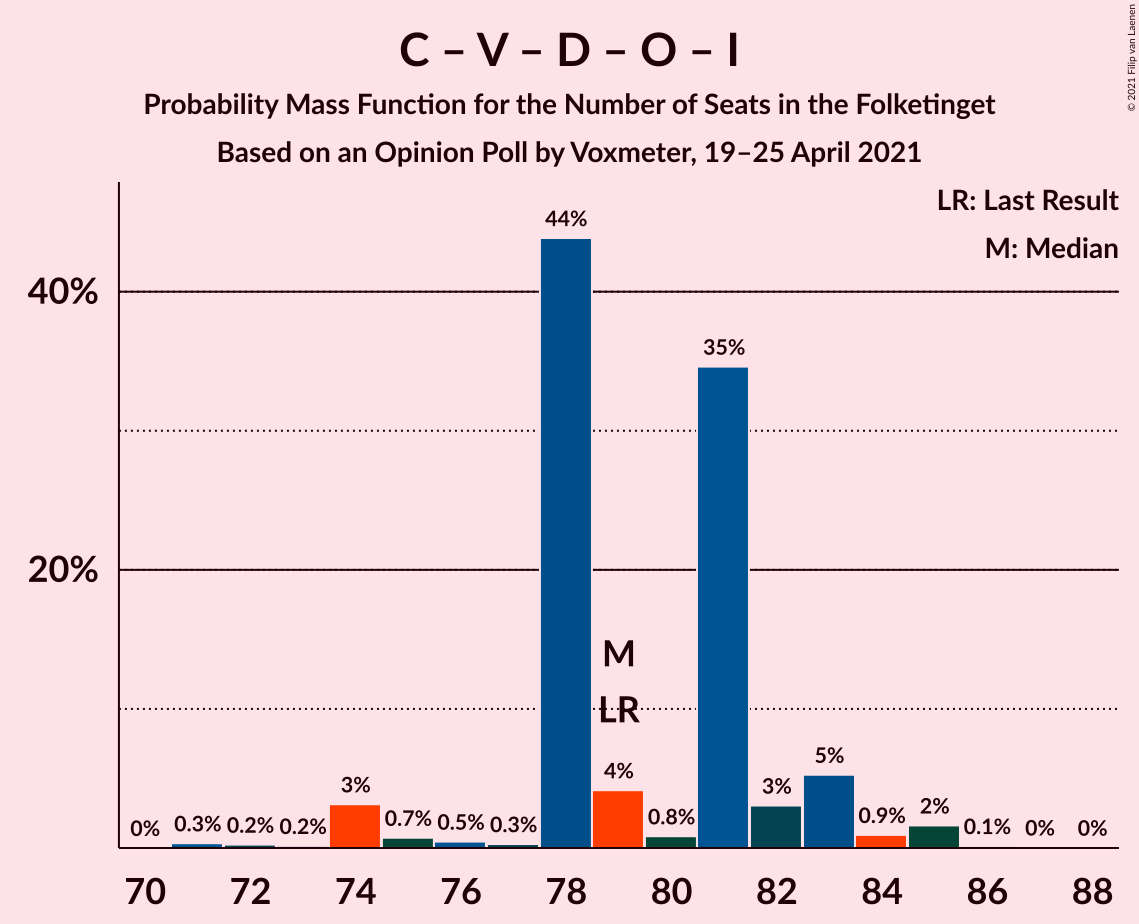 C – V – D – O – I
Probability Mass Function for the Number of Seats in the Folketinget
Based on an Opinion Poll by Voxmeter, 19–25 April 2021
© 2021 Filip van Laenen
LR: Last Result
M: Median
40%
20%
44%
35%
M
LR
0%
0.3%
0.2%
0.2%
3%
0.7%
0.5%
0.3%
4%
0.8%
3%
5%
0.9%
2%
0.1%
0%
0%
70 72 74 76 78 80 82 84 86 88